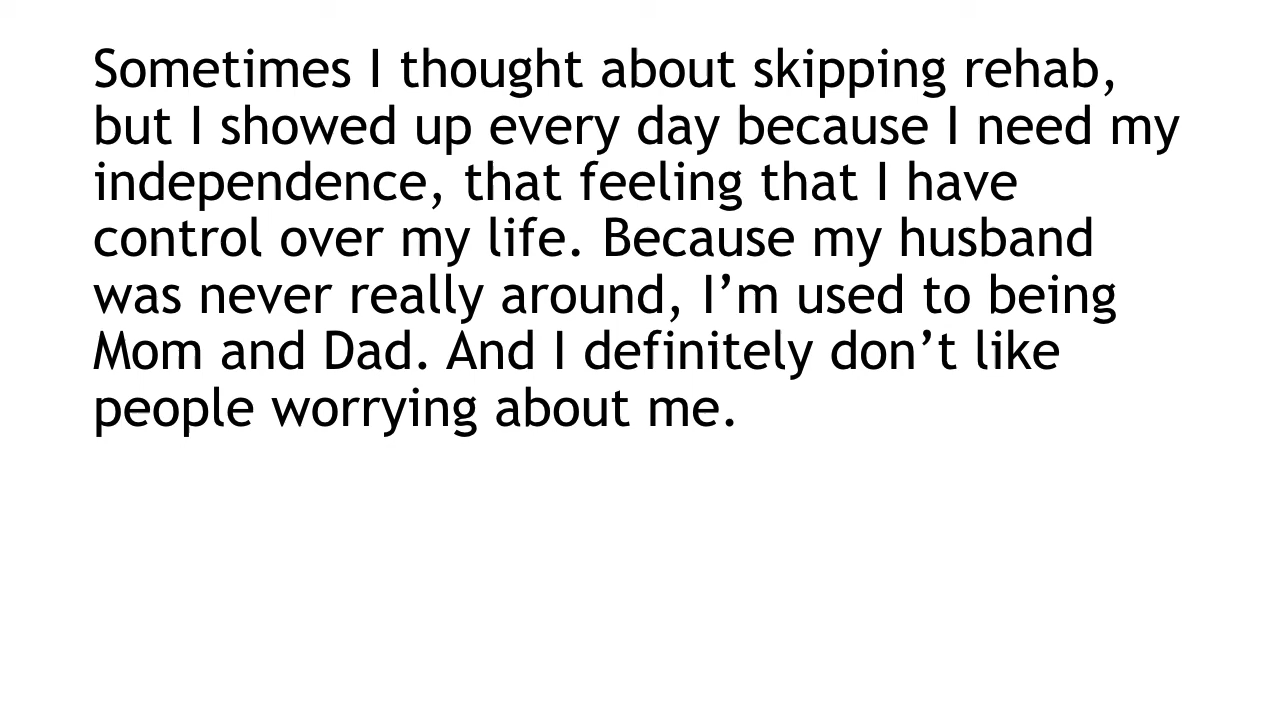 Sometimes I thought about skipping rehab,
but I showed up every day because I need my
independence, that feeling that I have
control over my life. Because my husband
was never really around, I’m used to being
Mom and Dad. And I definitely don’t like
people worrying about me.